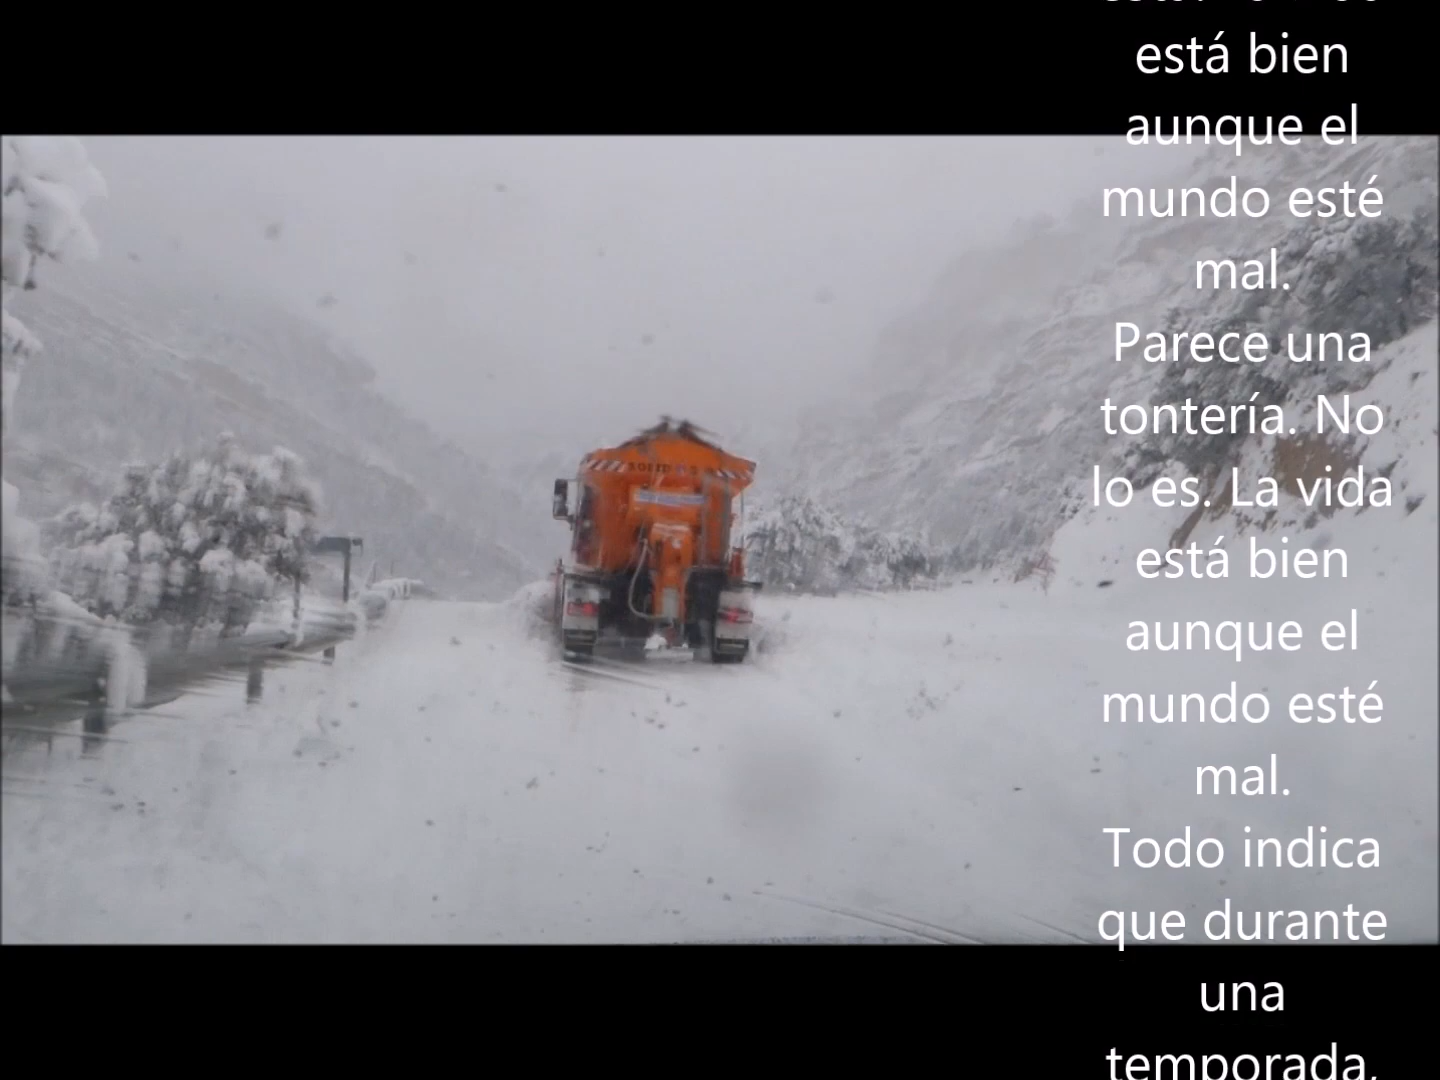 está bien
aunque el
mundo esté
mal.
Parece una
tontería. No
lo es. La vida
está bien
aunque el
mundo esté
mal.
Todo indica
que durante
una
temporada,